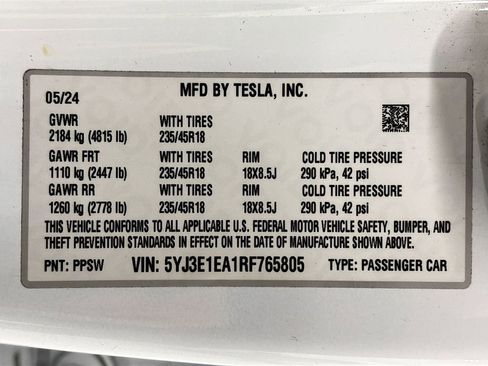 MFD BY TESLA, INC.
05/24
GVWR WITH TIRES
2184 kg (4815 lb) 235/45R18
GAWR FRT WITH TIRES RIM COLD TIRE PRESSURE
1110 kg (2447 lb) 235/45R18 18X8.5J 290 kPa, 42 psi
GAWR RR WITH TIRES RIM COLD TIRE PRESSURE
1260 kg (2778 lb) 235/45R18 18X8.5J 290 kPa, 42 psi
THIS VEHICLE CONFORMS TO ALL APPLICABLE U.S. FEDERAL MOTOR VEHICLE SAFETY, BUMPER, AND
THEFT PREVENTION STANDARDS IN EFFECT ON THE DATE OF MANUFACTURE SHOWN ABOVE.
PNT: PPSW VIN: 5YJ3E1EA1RF765805 TYPE: PASSENGER CAR